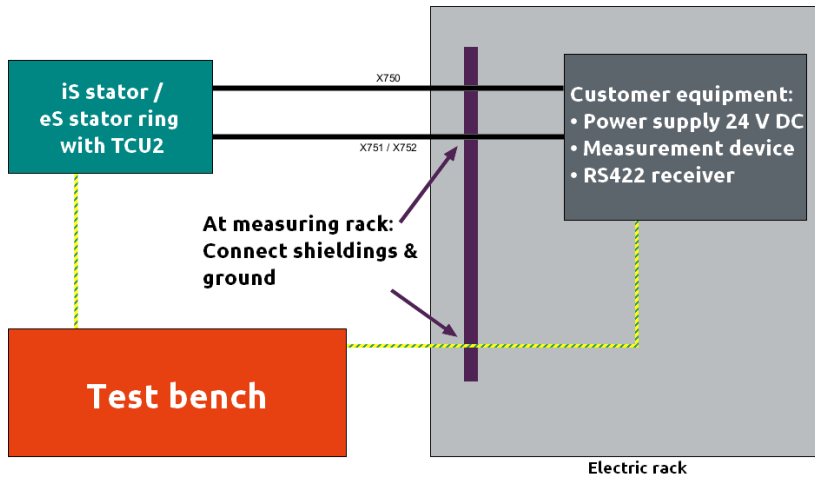 X750
iS stator /
eS stator ring
with TCU2
X751 / X752
Customer equipment:
• Power supply 24 V DC
• Measurement device
• RS422 receiver
At measuring rack:
Connect shieldings &
ground
Test bench
Electric rack